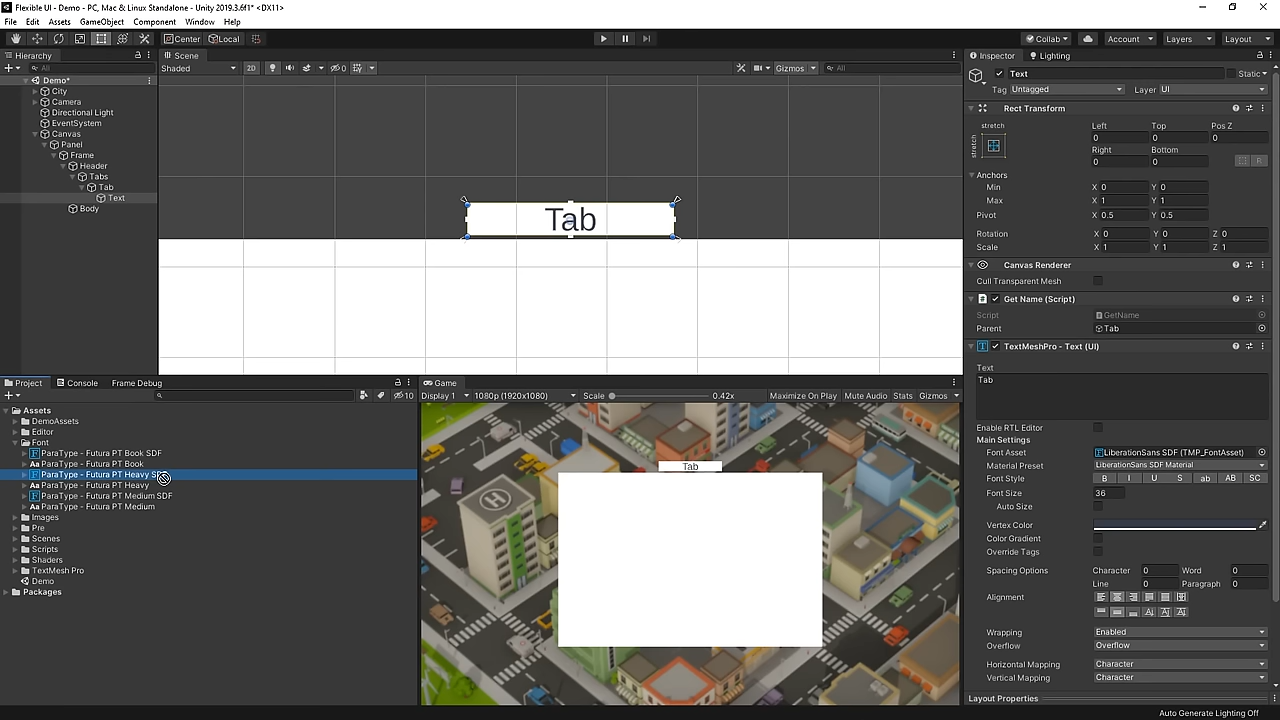 Flexible UI - Demo - PC, Mac & Linux Standalone - Unity 2019.3.6f1* <DX11>
File Edit Assets GameObject Component Window Help
Center Local Collab Account Layers Layout
Hierarchy
All
Demo*
City
Camera
Directional Light
EventSystem
Canvas
Panel
Frame
Header
Tabs
Tab
Text
Body
Scene
Shaded 2D 0 Gizmos All
Tab
Project Console Frame Debug
10
Assets
DemoAssets
Editor
Font
ParaType - Futura PT Book SDF
ParaType - Futura PT Book
ParaType - Futura PT Heavy SDF
ParaType - Futura PT Heavy
ParaType - Futura PT Medium SDF
ParaType - Futura PT Medium
Images
Pre
Scenes
Scripts
Shaders
TextMesh Pro
Demo
Packages
Game
Display 1 1080p (1920x1080) Scale 0.42x Maximize On Play Mute Audio Stats Gizmos
Tab
H
Inspector Lighting
Text Static
Tag Untagged Layer UI
Rect Transform
stretch
stretch
Left Top Pos Z
0 0 0
Right Bottom
0 0 R
Anchors
Min X 0 Y 0
Max X 1 Y 1
Pivot X 0.5 Y 0.5
Rotation X 0 Y 0 Z 0
Scale X 1 Y 1 Z 1
Canvas Renderer
Cull Transparent Mesh
Get Name (Script)
Script GetName
Parent Tab
TextMeshPro - Text (UI)
Text
Tab
Enable RTL Editor
Main Settings
Font Asset LiberationSans SDF (TMP_FontAsset)
Material Preset LiberationSans SDF Material
Font Style B I U S ab AB SC
Font Size 36
Auto Size
Vertex Color
Color Gradient
Override Tags
Spacing Options Character 0 Word 0
Line 0 Paragraph 0
Alignment
Wrapping Enabled
Overflow Overflow
Horizontal Mapping Character
Vertical Mapping Character
Layout Properties
Auto Generate Lighting Off